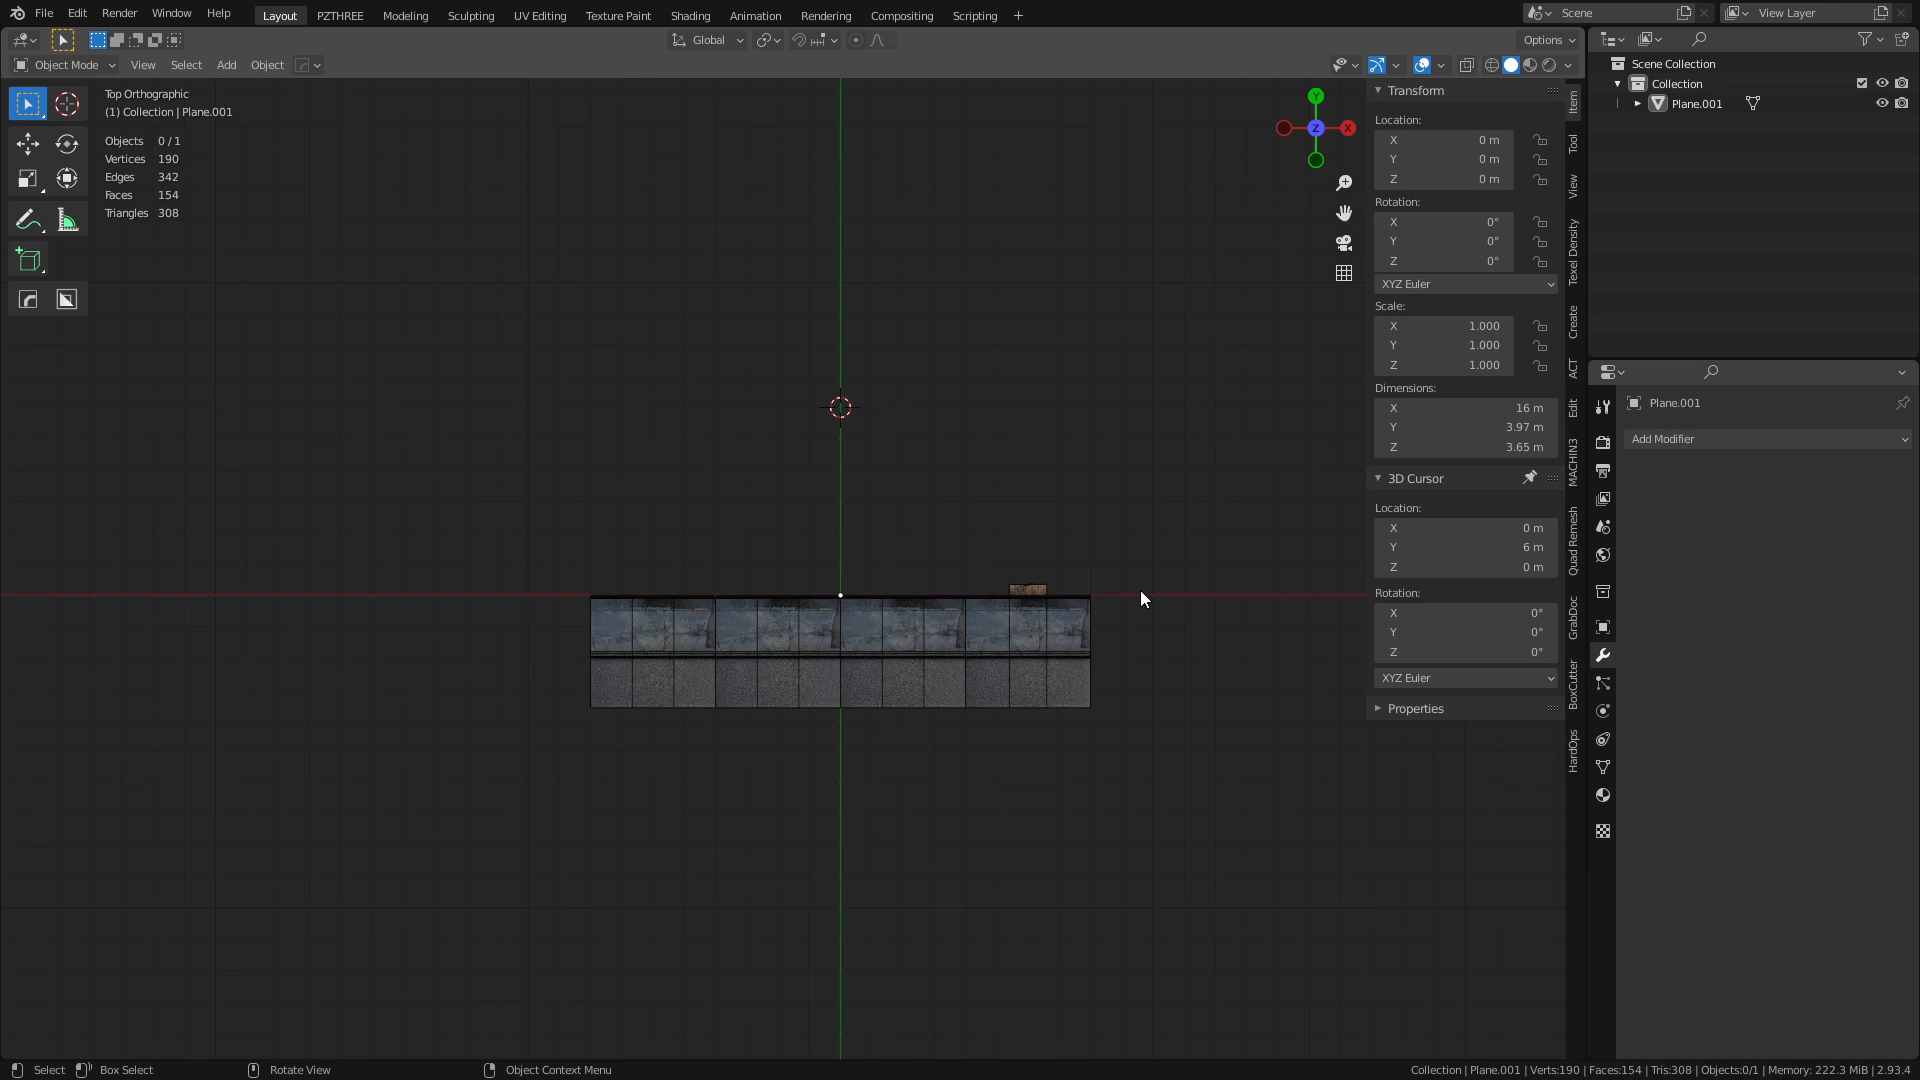 File Edit Render Window Help Layout PZTHREE Modeling Sculpting UV Editing Texture Paint Shading Animation Rendering Compositing Scripting + Scene View Layer
Global Options
Object Mode View Select Add Object
Top Orthographic
(1) Collection | Plane.001
Objects 0 / 1
Vertices 190
Edges 342
Faces 154
Triangles 308
Y
Z
X
Transform
Location:
X 0 m
Y 0 m
Z 0 m
Rotation:
X 0°
Y 0°
Z 0°
XYZ Euler
Scale:
X 1.000
Y 1.000
Z 1.000
Dimensions:
X 16 m
Y 3.97 m
Z 3.65 m
3D Cursor
Location:
X 0 m
Y 6 m
Z 0 m
Rotation:
X 0°
Y 0°
Z 0°
XYZ Euler
Properties
Item
Tool
View
Texel Density
Create
ACT
Edit
MACHIN3
Quad Remesh
GrabDoc
BoxCutter
HardOps
Scene Collection
Collection
Plane.001
Plane.001
Add Modifier
Select Box Select Rotate View Object Context Menu Collection | Plane.001 | Verts:190 | Faces:154 | Tris:308 | Objects:0/1 | Memory: 222.3 MiB | 2.93.4